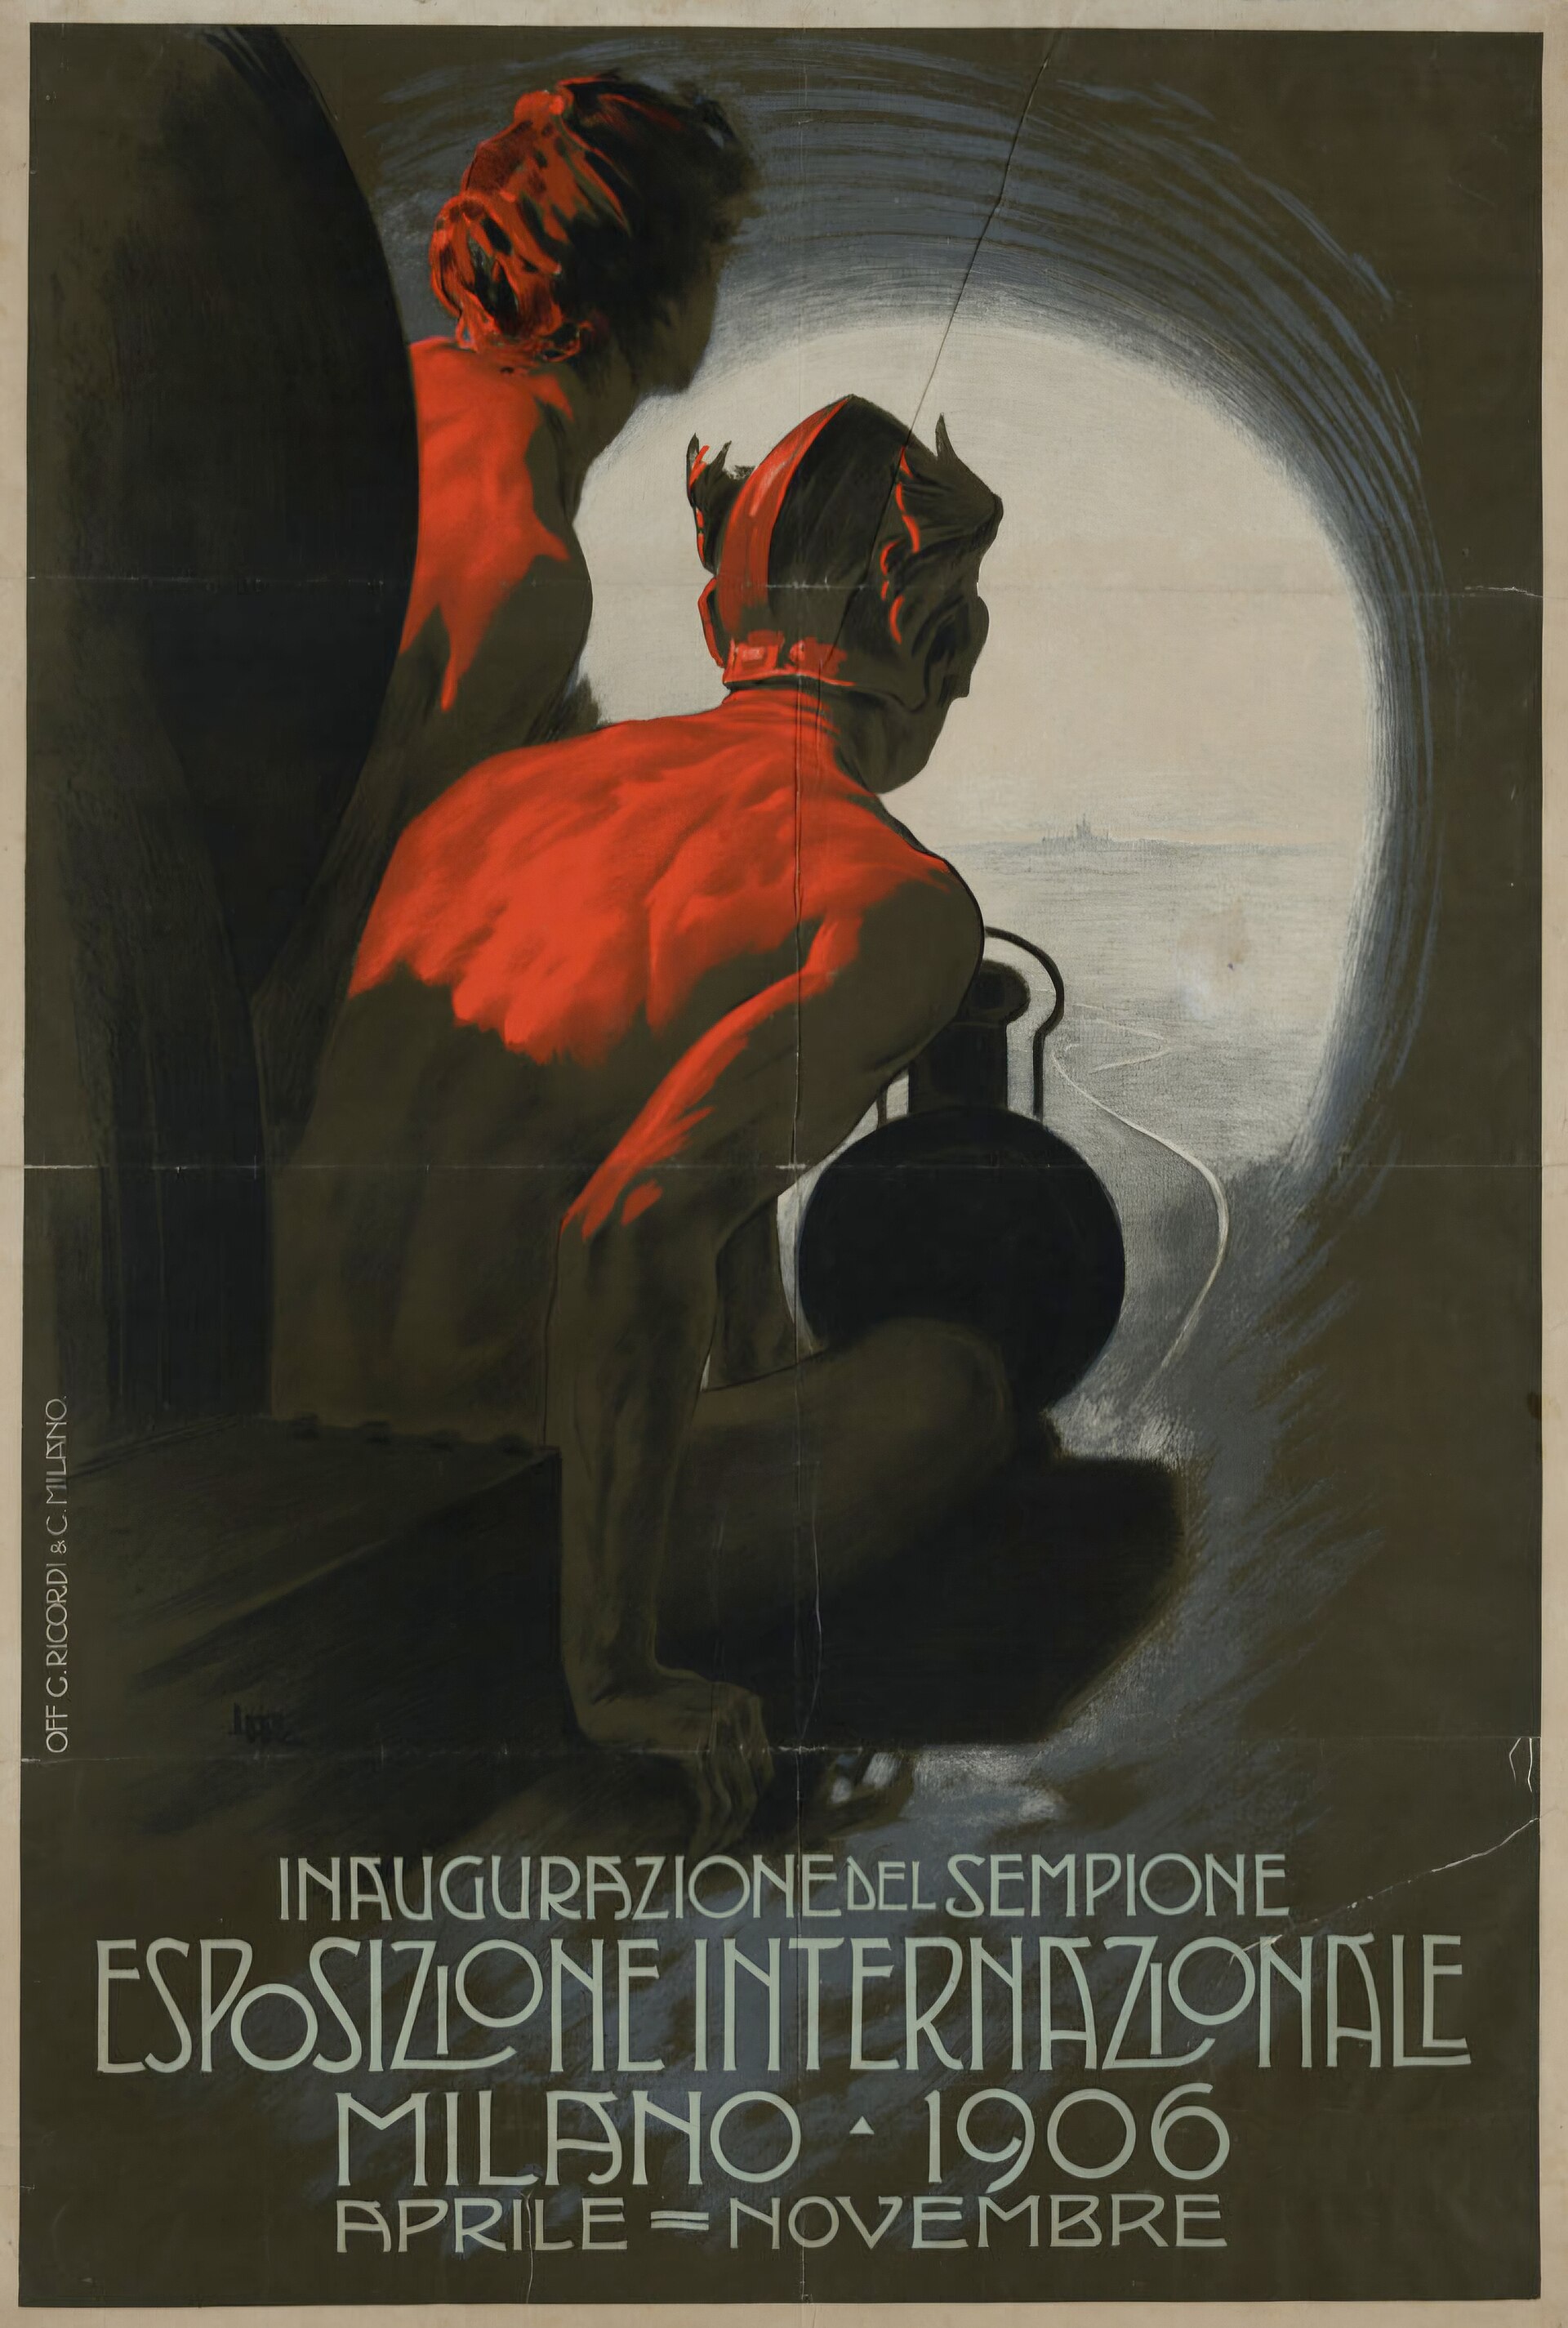 OFF G. RICORDI & C. MILANO.
INAUGURAZIONE DEL SEMPIONE
ESPOSIZIONE INTERNAZIONALE
MILANO ▲ 1906
APRILE = NOVEMBRE